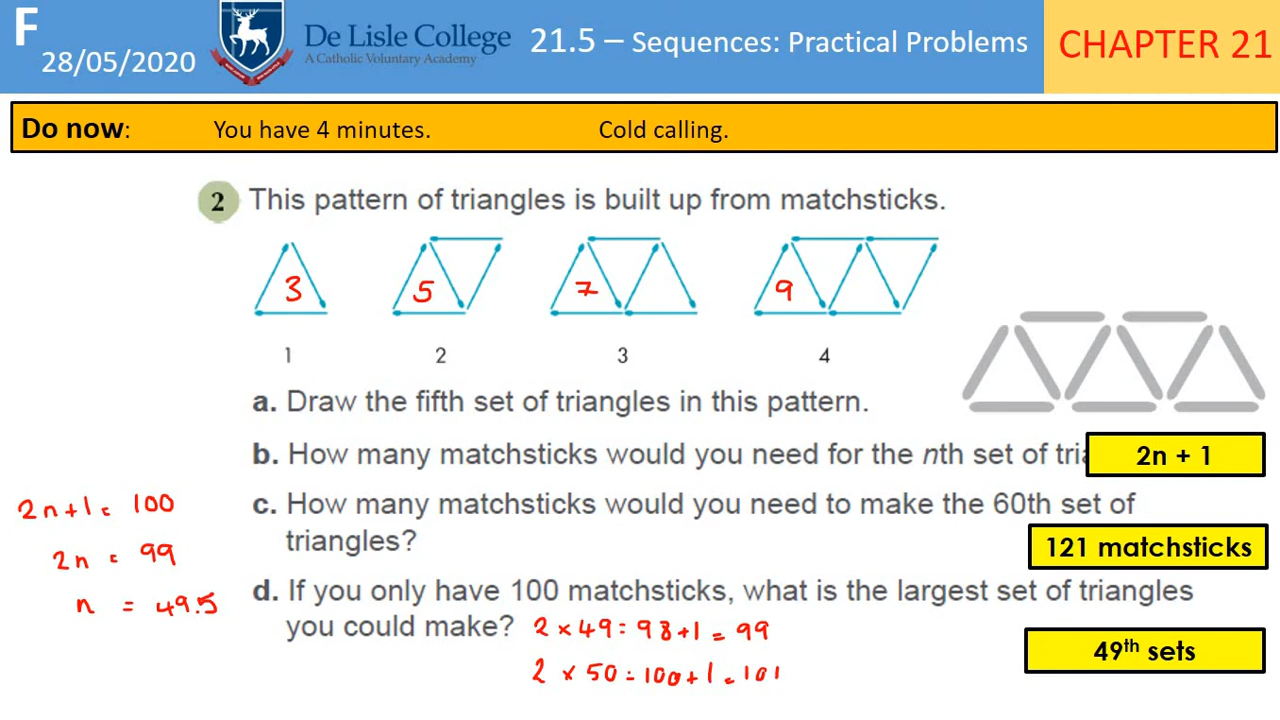 F
28/05/2020
De Lisle College
A Catholic Voluntary Academy
21.5 – Sequences: Practical Problems
CHAPTER 21
Do now: You have 4 minutes. Cold calling.
2 This pattern of triangles is built up from matchsticks.
3 5 7 9
1 2 3 4
a. Draw the fifth set of triangles in this pattern.
b. How many matchsticks would you need for the nth set of tria
2n + 1
c. How many matchsticks would you need to make the 60th set of
triangles?
121 matchsticks
2n+1 = 100
2n = 99
n = 49.5
d. If you only have 100 matchsticks, what is the largest set of triangles
you could make?
2 × 49 = 98 + 1 = 99
2 × 50 = 100 + 1 = 101
49th sets